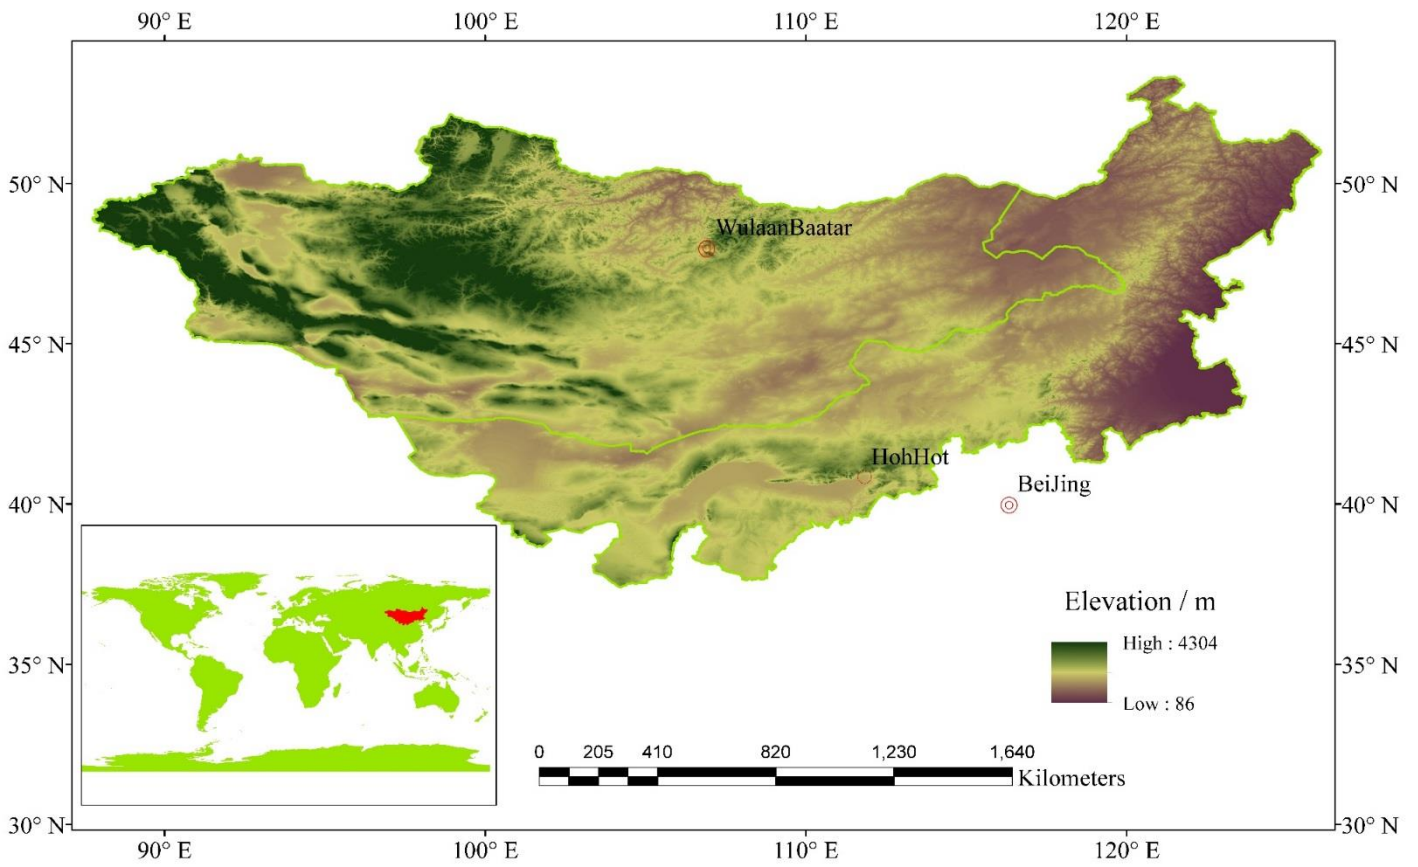 90° E 100° E 110° E 120° E
50° N 50° N
WulaanBaatar
45° N 45° N
HohHot
BeiJing
40° N 40° N
Elevation / m
High : 4304
35° N 35° N
Low : 86
0 205 410 820 1,230 1,640
Kilometers
30° N 30° N
90° E 100° E 110° E 120° E